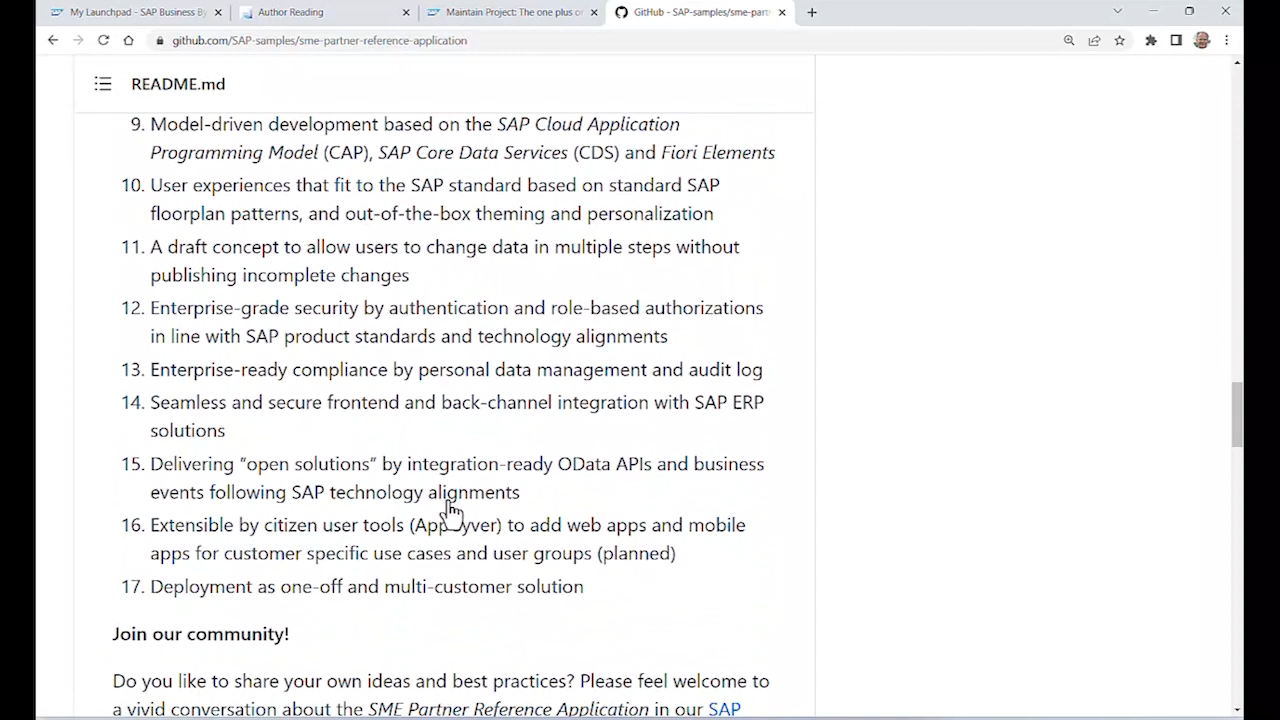 My Launchpad - SAP Business By
Author Reading
Maintain Project: The one plus o
GitHub - SAP-samples/sme-part
github.com/SAP-samples/sme-partner-reference-application
README.md
9. Model-driven development based on the SAP Cloud Application
Programming Model (CAP), SAP Core Data Services (CDS) and Fiori Elements
10. User experiences that fit to the SAP standard based on standard SAP
floorplan patterns, and out-of-the-box theming and personalization
11. A draft concept to allow users to change data in multiple steps without
publishing incomplete changes
12. Enterprise-grade security by authentication and role-based authorizations
in line with SAP product standards and technology alignments
13. Enterprise-ready compliance by personal data management and audit log
14. Seamless and secure frontend and back-channel integration with SAP ERP
solutions
15. Delivering "open solutions" by integration-ready OData APIs and business
events following SAP technology alignments
16. Extensible by citizen user tools (AppGyver) to add web apps and mobile
apps for customer specific use cases and user groups (planned)
17. Deployment as one-off and multi-customer solution
Join our community!
Do you like to share your own ideas and best practices? Please feel welcome to
a vivid conversation about the SME Partner Reference Application in our SAP